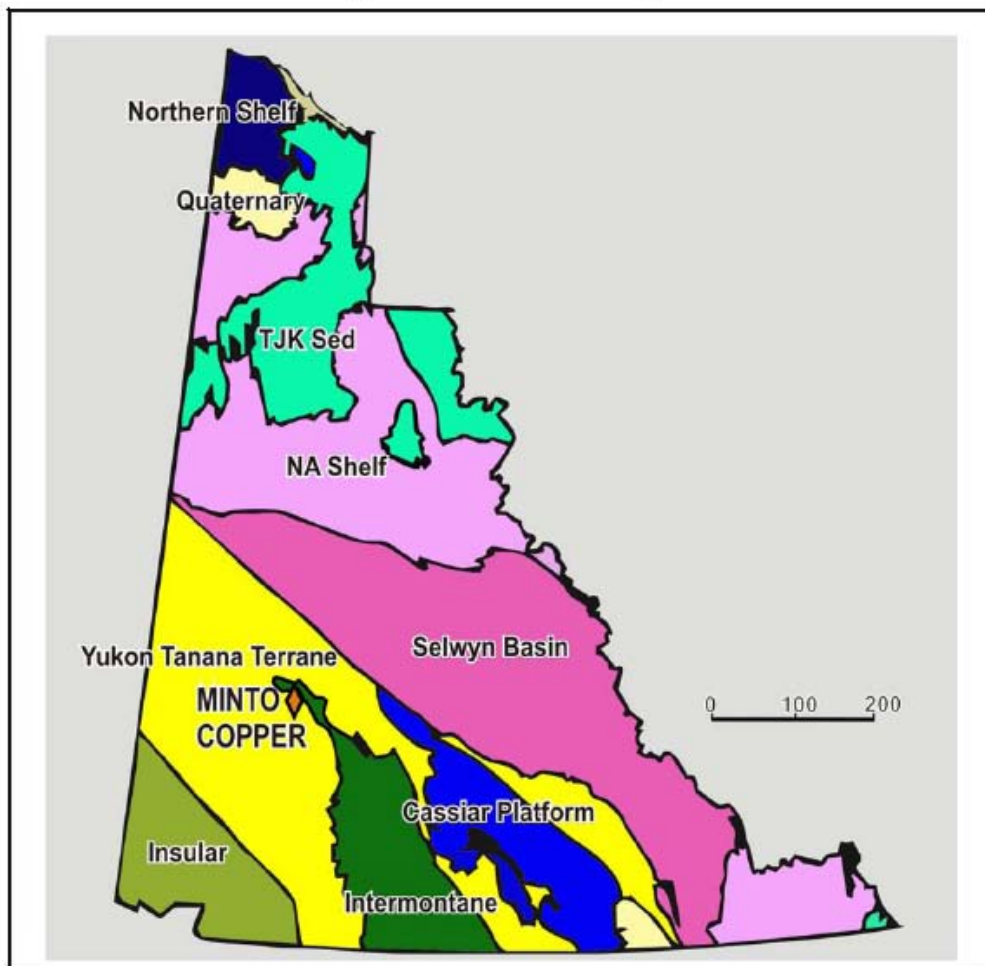 Northern Shelf
Quaternary
TJK Sed
NA Shelf
Selwyn Basin
Yukon Tanana Terrane
MINTO
COPPER
0 100 200
Cassiar Platform
Insular
Intermontane